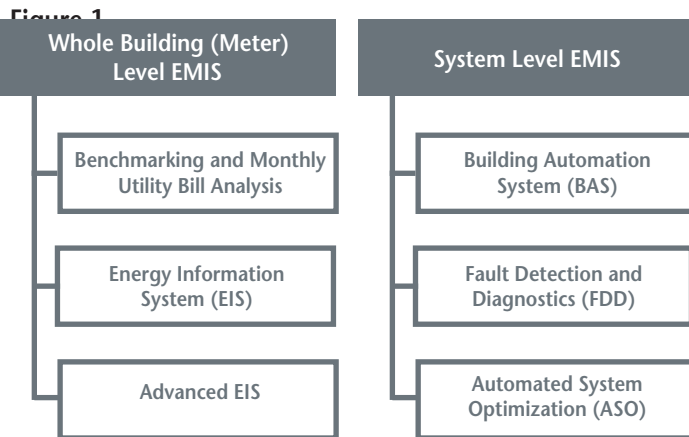 Figure 1
Whole Building (Meter)
Level EMIS
Benchmarking and Monthly
Utility Bill Analysis
Energy Information
System (EIS)
Advanced EIS
System Level EMIS
Building Automation
System (BAS)
Fault Detection and
Diagnostics (FDD)
Automated System
Optimization (ASO)